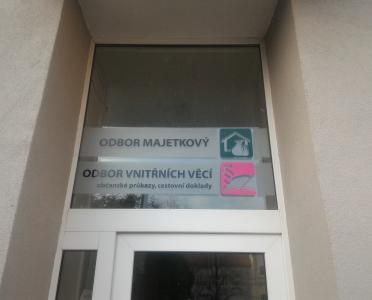 ODBOR MAJETKOVÝ
ODBOR VNITŘNÍCH VĚCÍ
občanské průkazy, cestovní doklady